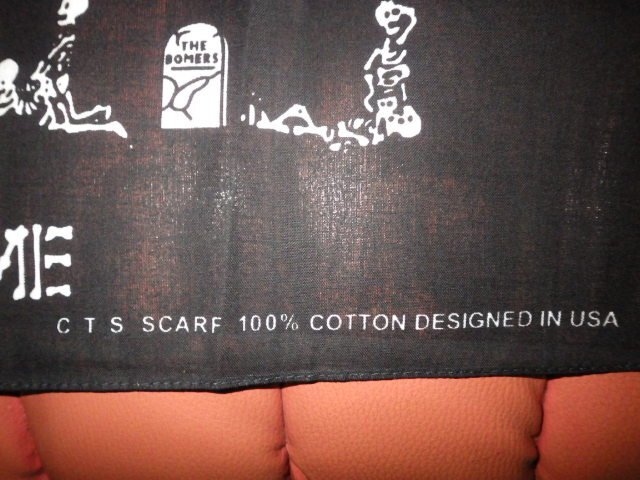 THE
BOMERS
ME
C T S SCARF 100% COTTON DESIGNED IN USA